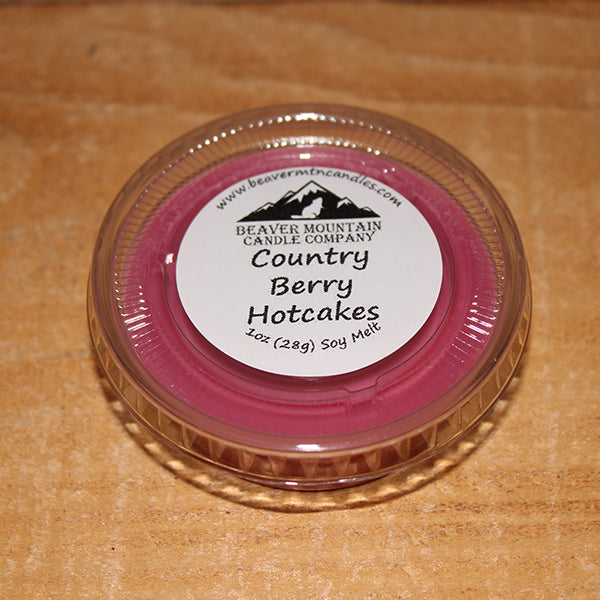 www.beavermtncandles.com
BEAVER MOUNTAIN
CANDLE COMPANY
Country
Berry
Hotcakes
1oz (28g) Soy Melt